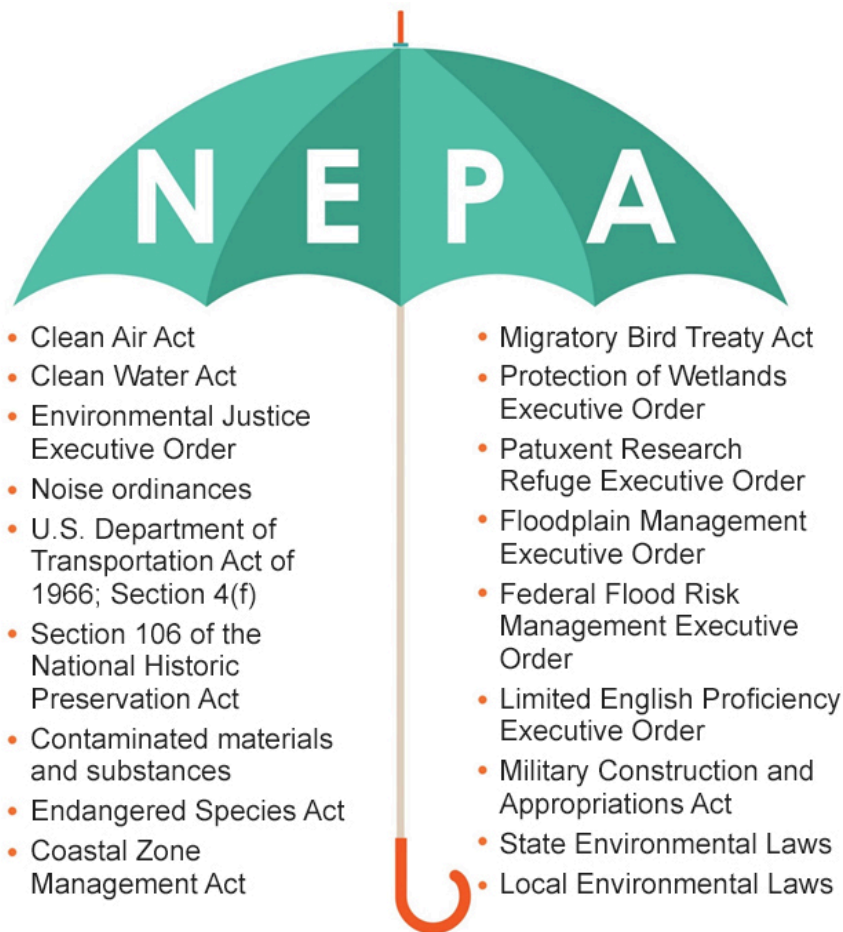 NEPA
• Clean Air Act
• Clean Water Act
• Environmental Justice
Executive Order
• Noise ordinances
• U.S. Department of
Transportation Act of
1966; Section 4(f)
• Section 106 of the
National Historic
Preservation Act
• Contaminated materials
and substances
• Endangered Species Act
• Coastal Zone
Management Act
• Migratory Bird Treaty Act
• Protection of Wetlands
Executive Order
• Patuxent Research
Refuge Executive Order
• Floodplain Management
Executive Order
• Federal Flood Risk
Management Executive
Order
• Limited English Proficiency
Executive Order
• Military Construction and
Appropriations Act
• State Environmental Laws
• Local Environmental Laws